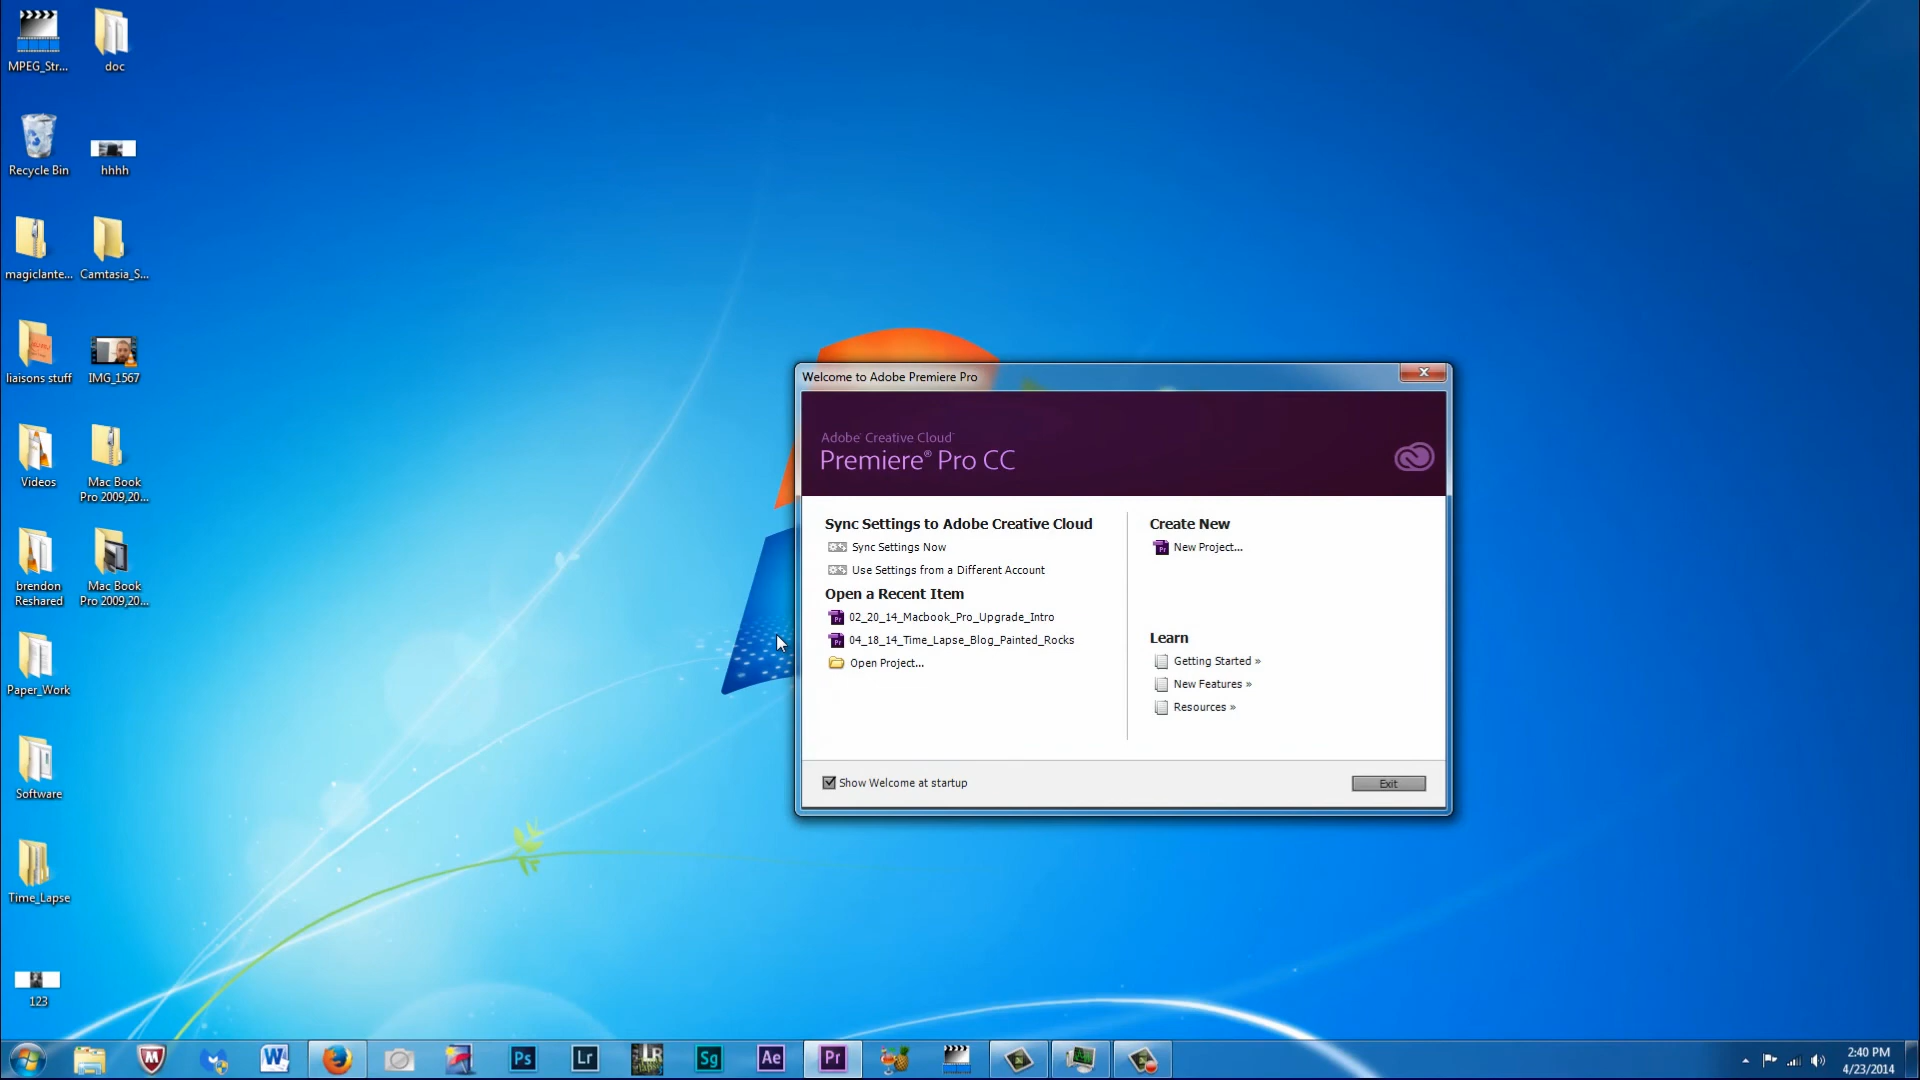 MPEG_Str...
doc
Recycle Bin
hhhh
magiclante...
Camtasia_S...
liaisons stuff
IMG_1567
Videos
Mac Book
Pro 2009,20...
brendon
Reshared
Mac Book
Pro 2009,20...
Paper_Work
Software
Time_Lapse
123
Welcome to Adobe Premiere Pro
Adobe® Creative Cloud™
Premiere® Pro CC
Sync Settings to Adobe Creative Cloud
Sync Settings Now
Use Settings from a Different Account
Open a Recent Item
Pr 02_20_14_Macbook_Pro_Upgrade_Intro
Pr 04_18_14_Time_Lapse_Blog_Painted_Rocks
Open Project...
Create New
Pr New Project...
Learn
Getting Started »
New Features »
Resources »
Show Welcome at startup
Exit
M
W
Ps
Lr
LR
Sg
Ae
Pr
2:40 PM
4/23/2014